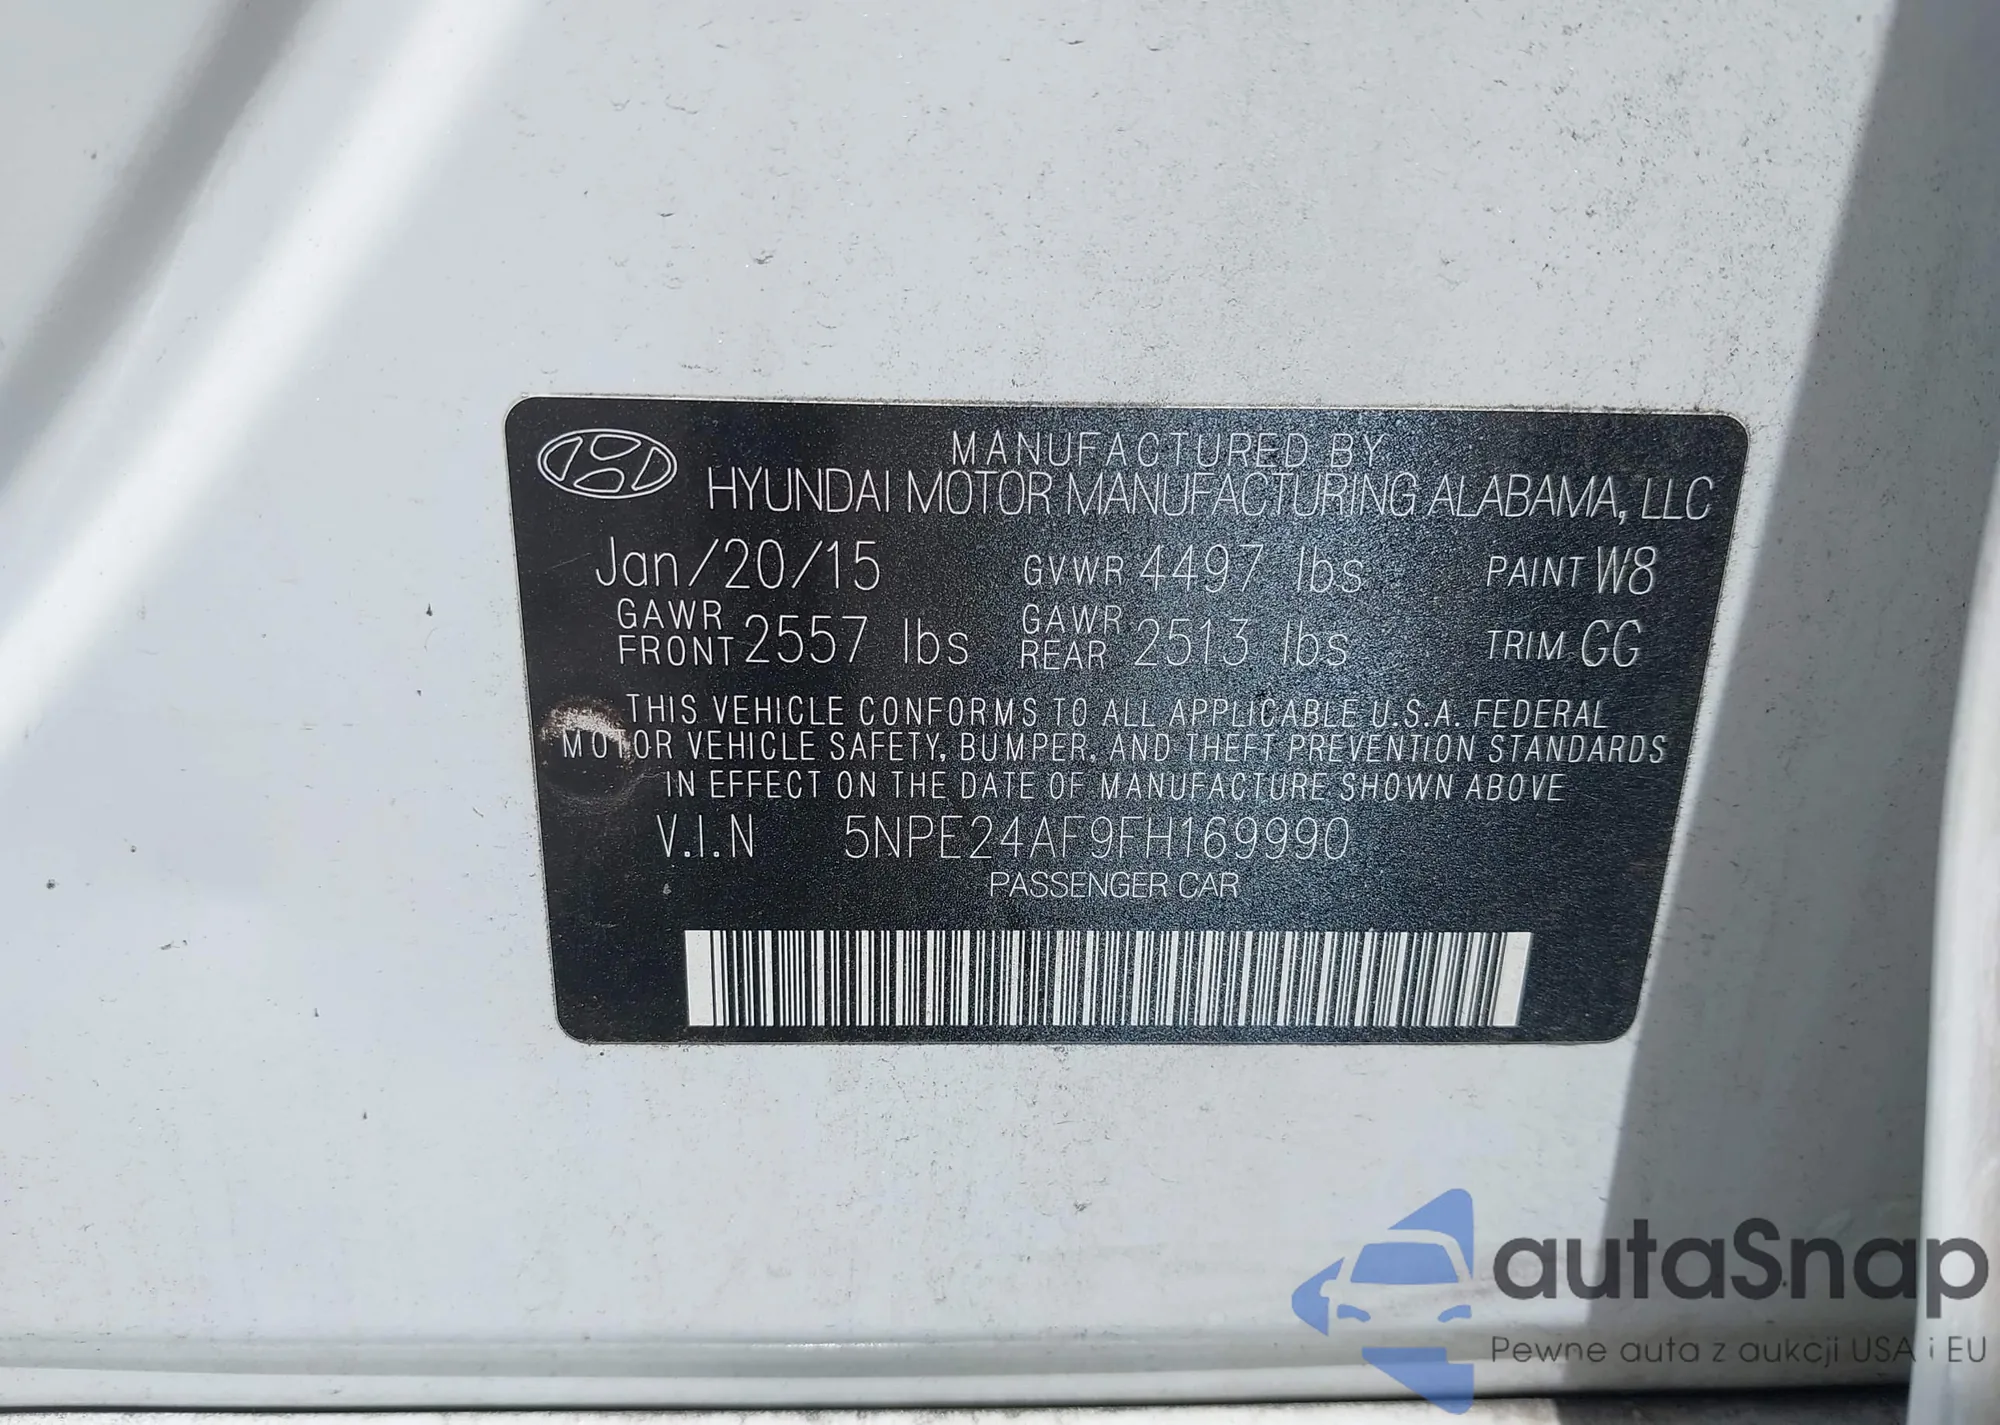 MANUFACTURED BY
HYUNDAI MOTOR MANUFACTURING ALABAMA, LLC
Jan/20/15 GVWR 4497 lbs PAINT W8
GAWR FRONT 2557 lbs GAWR REAR 2513 lbs TRIM GG
THIS VEHICLE CONFORMS TO ALL APPLICABLE U.S.A. FEDERAL
MOTOR VEHICLE SAFETY, BUMPER, AND THEFT PREVENTION STANDARDS
IN EFFECT ON THE DATE OF MANUFACTURE SHOWN ABOVE
V.I.N 5NPE24AF9FH169990
PASSENGER CAR
autaSnap
Pewne auta z aukcji USA i EU